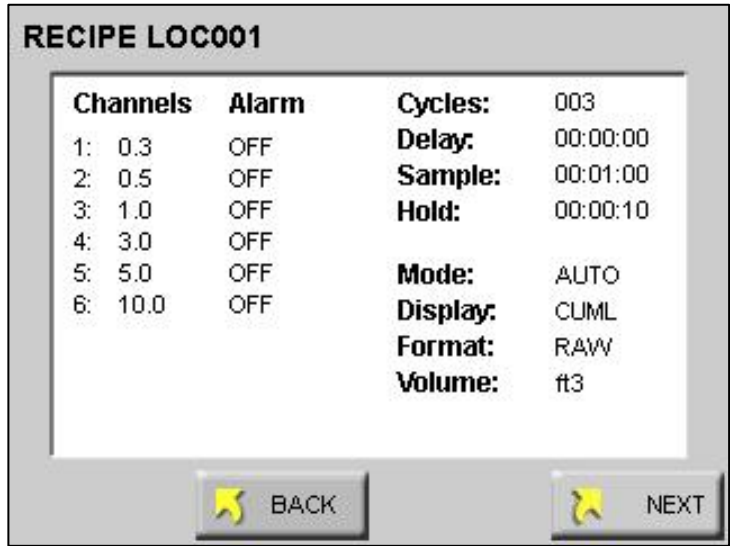 RECIPE LOC001
Channels Alarm
1: 0.3 OFF
2: 0.5 OFF
3: 1.0 OFF
4: 3.0 OFF
5: 5.0 OFF
6: 10.0 OFF
Cycles: 003
Delay: 00:00:00
Sample: 00:01:00
Hold: 00:00:10
Mode: AUTO
Display: CUML
Format: RAW
Volume: ft3
BACK
NEXT